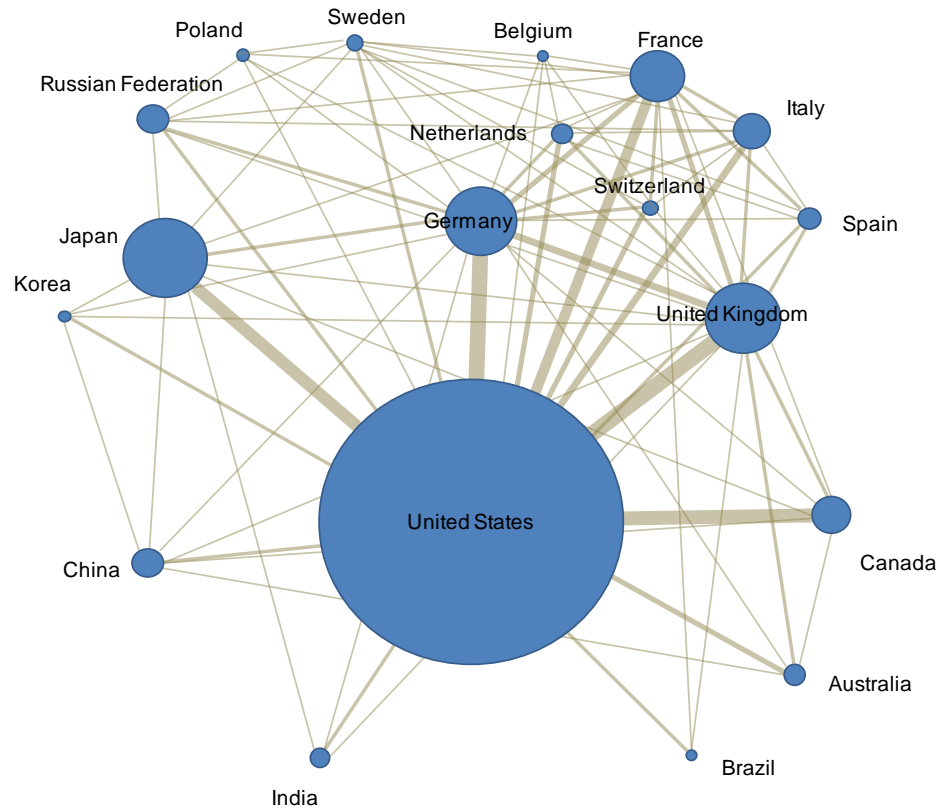 Sweden
Poland
Belgium
France
Russian Federation
Italy
Netherlands
Switzerland
Germany
Spain
Japan
Korea
United Kingdom
United States
China
Canada
Australia
Brazil
India